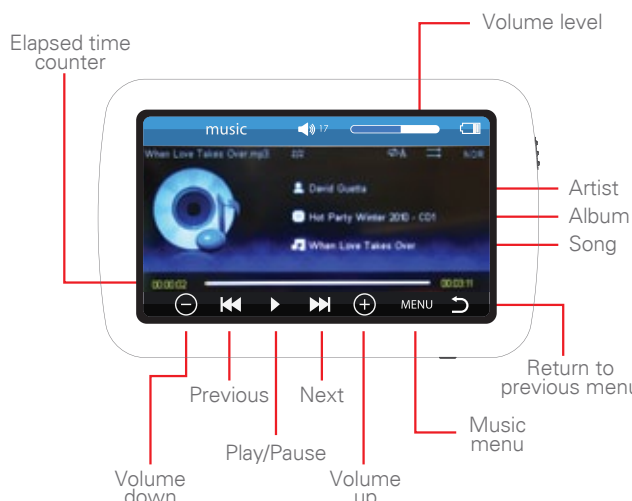 Volume level
Elapsed time
counter
music 17
When Love Takes Over.mp3 A NOR
David Guetta
Artist
Hot Party Winter 2010 - CD1
Album
When Love Takes Over
Song
00:00:02 00:03:11
MENU
Previous
Next
Return to
previous menu
Music
menu
Play/Pause
Volume
down
Volume
up